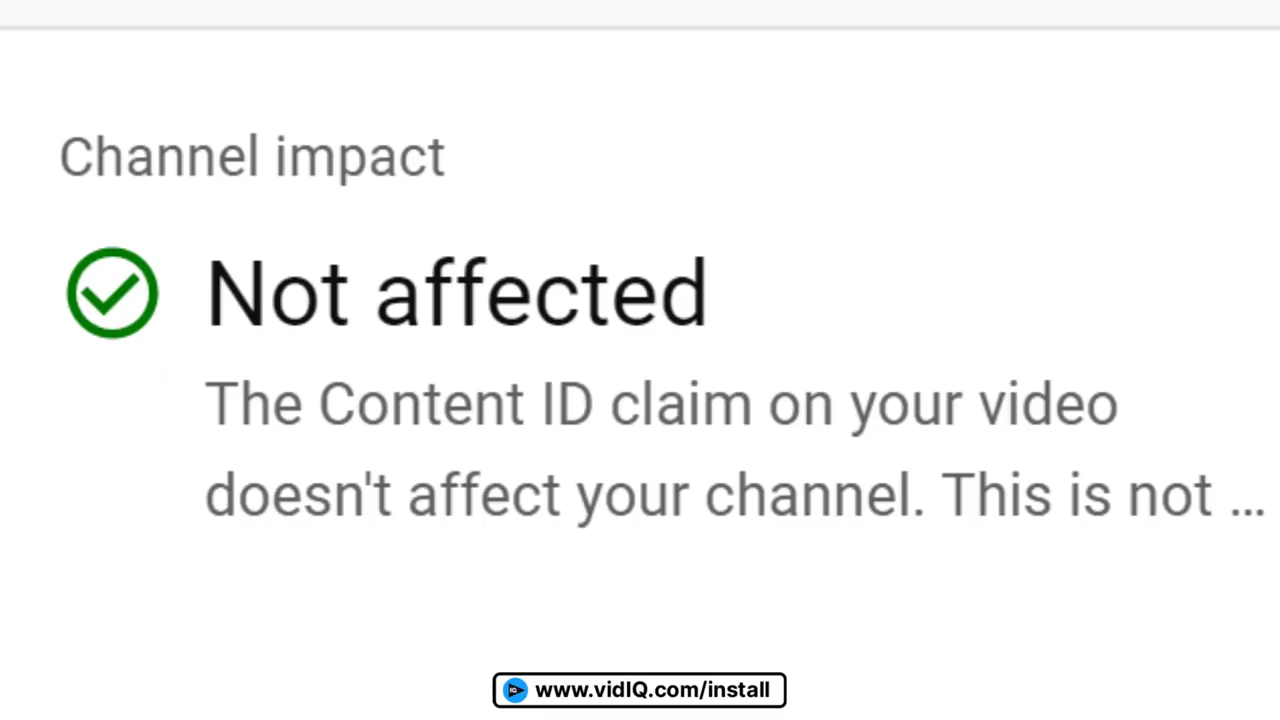 Channel impact
Not affected
The Content ID claim on your video
doesn't affect your channel. This is not ...
www.vidIQ.com/install